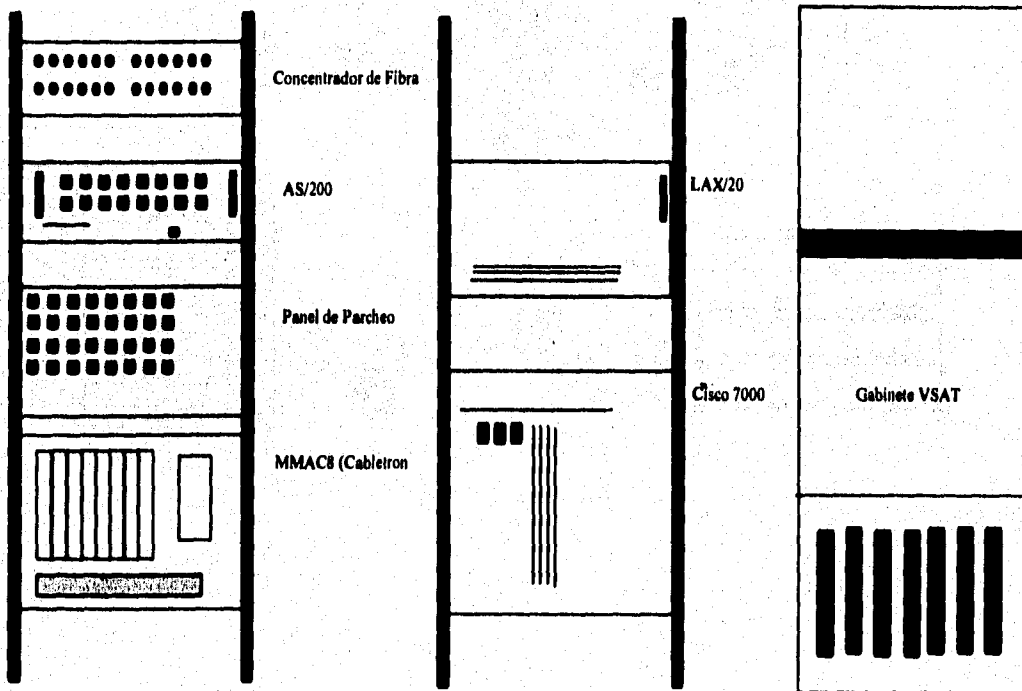 Concentrador de Fibra
AS/200
Panel de Parcheo
MMAC8 (Cabletron
LAX/20
Cisco 7000
Gabinete VSAT